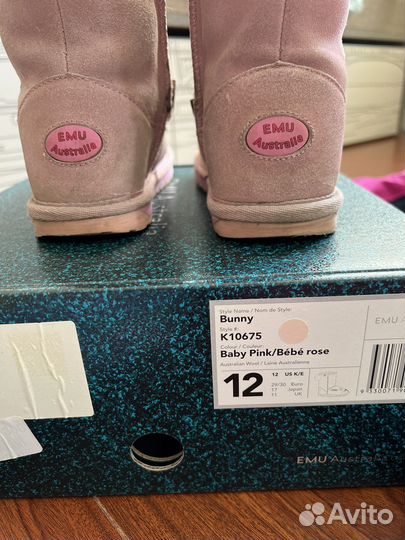 EMU
Australia
EMU
Australia
Style Name / Nom de Style:
Bunny
Style #:
K10675
Colour / Couleur:
Baby Pink/Bébé rose
Australian Wool / Laine Australienne
EMU A
12
12 US K/E
29/30 Euro
17 Japan
11 UK
EMU Australia
Avito